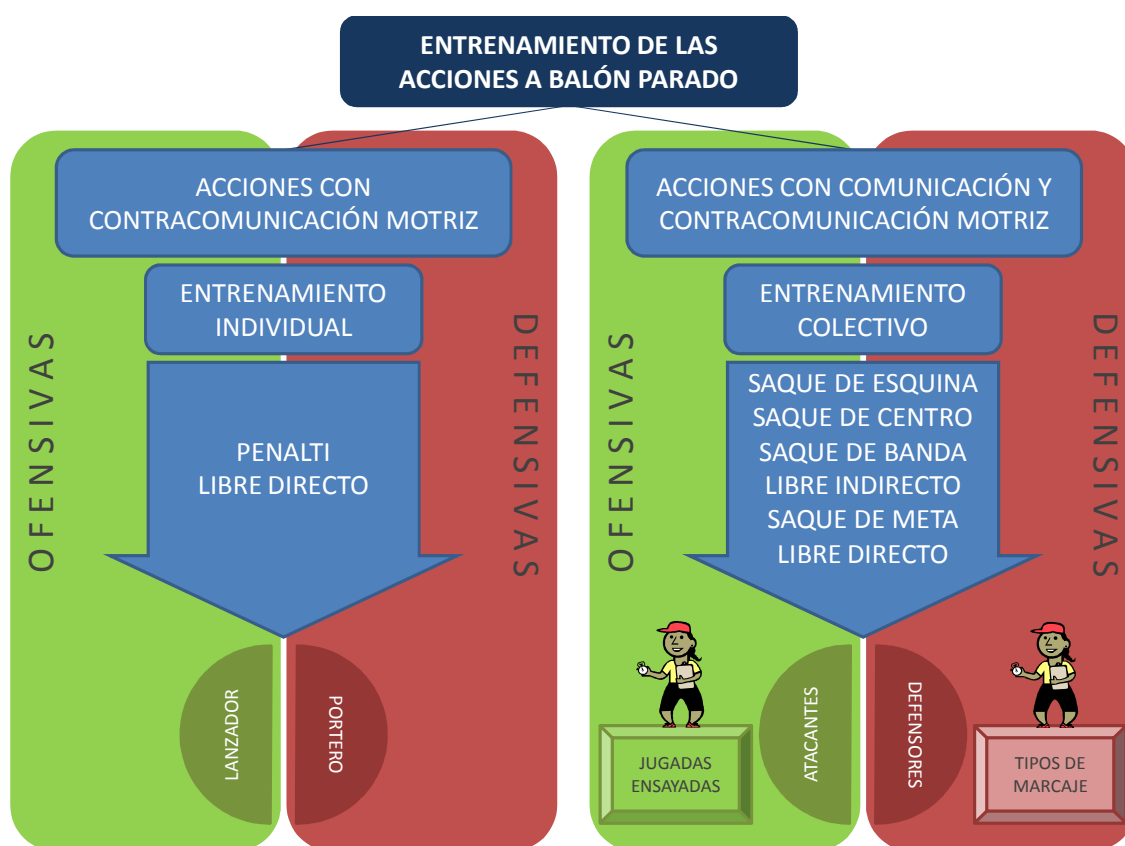 ENTRENAMIENTO DE LAS
ACCIONES A BALÓN PARADO
ACCIONES CON
CONTRACOMUNICACIÓN MOTRIZ
ENTRENAMIENTO
INDIVIDUAL
OFENSIVAS
DEFENSIVAS
PENALTI
LIBRE DIRECTO
LANZADOR
PORTERO
ACCIONES CON COMUNICACIÓN Y
CONTRACOMUNICACIÓN MOTRIZ
ENTRENAMIENTO
COLECTIVO
OFENSIVAS
DEFENSIVAS
SAQUE DE ESQUINA
SAQUE DE CENTRO
SAQUE DE BANDA
LIBRE INDIRECTO
SAQUE DE META
LIBRE DIRECTO
JUGADAS
ENSAYADAS
ATACANTES
DEFENSORES
TIPOS DE
MARCAJE